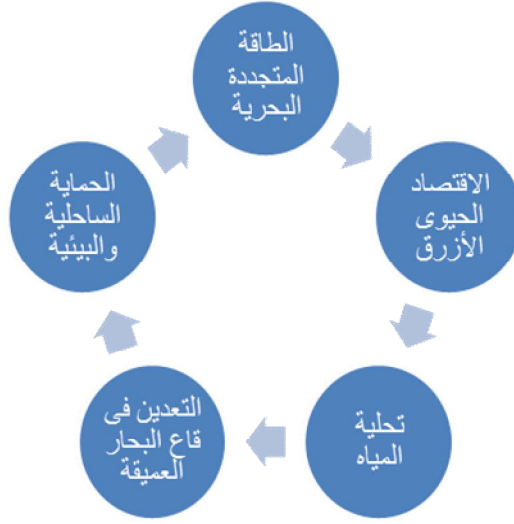 الطاقة
المتجددة
البحرية
الاقتصاد
الحيوى
الأزرق
تحلية
المياه
التعدين فى
قاع البحار
العميقة
الحماية
الساحلية
والبيئية